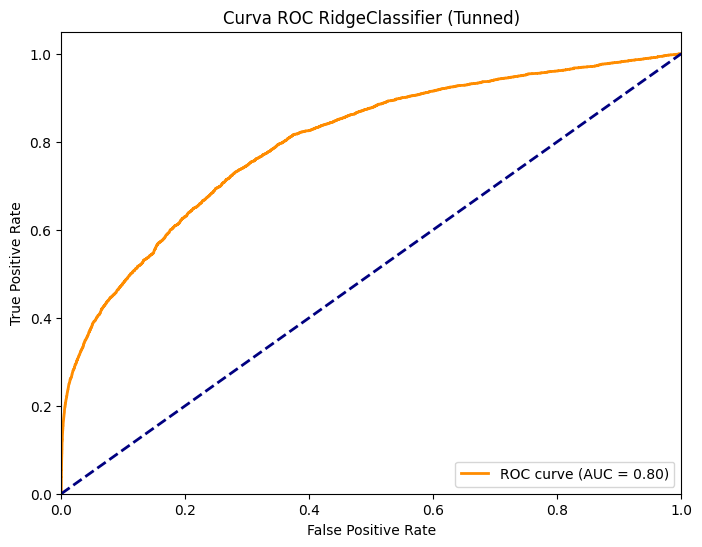 Curva ROC RidgeClassifier (Tunned)
True Positive Rate
1.0
0.8
0.6
0.4
0.2
0.0
0.0 0.2 0.4 0.6 0.8 1.0
False Positive Rate
ROC curve (AUC = 0.80)